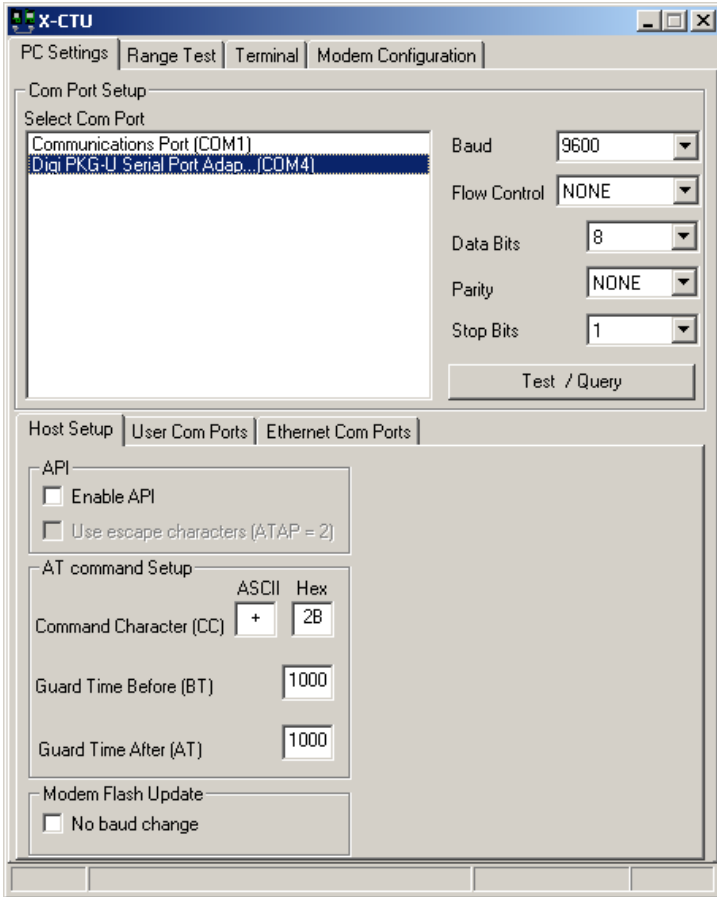 X-CTU
PC Settings Range Test Terminal Modem Configuration
Com Port Setup
Select Com Port
Communications Port (COM1)
Digi PKG-U Serial Port Adap...(COM4)
Baud 9600
Flow Control NONE
Data Bits 8
Parity NONE
Stop Bits 1
Test / Query
Host Setup User Com Ports Ethernet Com Ports
API
Enable API
Use escape characters (ATAP = 2)
AT command Setup
ASCII Hex
Command Character (CC) + 2B
Guard Time Before (BT) 1000
Guard Time After (AT) 1000
Modem Flash Update
No baud change